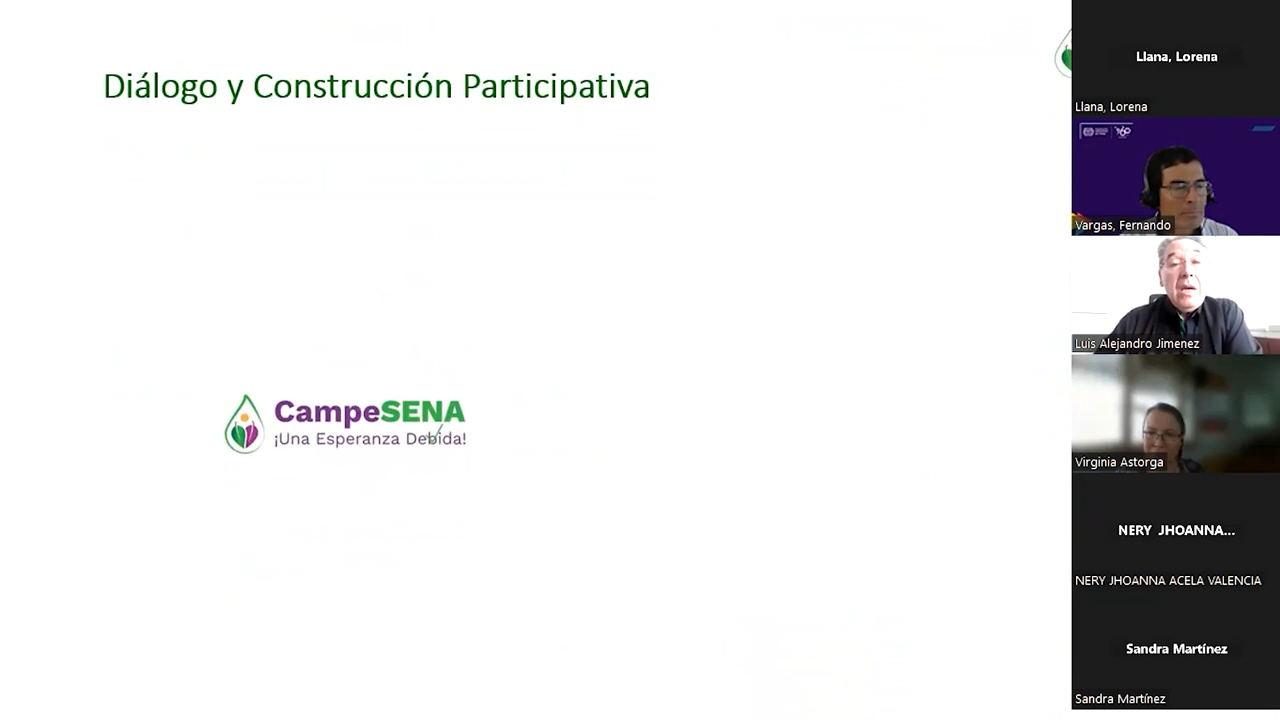 Diálogo y Construcción Participativa
CampeSENA
¡Una Esperanza Debida!
Llana, Lorena
Llana, Lorena
Vargas, Fernando
Luis Alejandro Jimenez
Virginia Astorga
NERY JHOANNA...
NERY JHOANNA ACELA VALENCIA
Sandra Martínez
Sandra Martínez